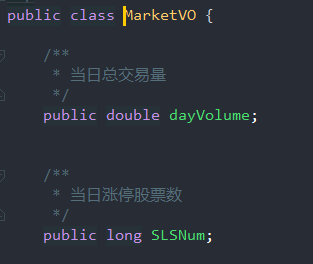 public class MarketVO {
/**
* 当日总交易量
*/
public double dayVolume;
/**
* 当日涨停股票数
*/
public long SLSNum;